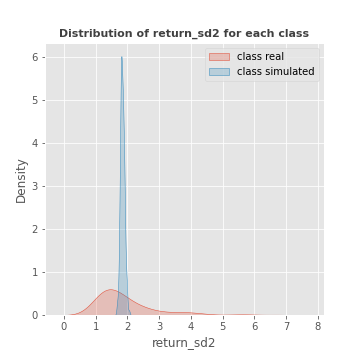 Distribution of return_sd2 for each class
class real
class simulated
6
5
4
3
2
1
0
Density
0 1 2 3 4 5 6 7 8
return_sd2